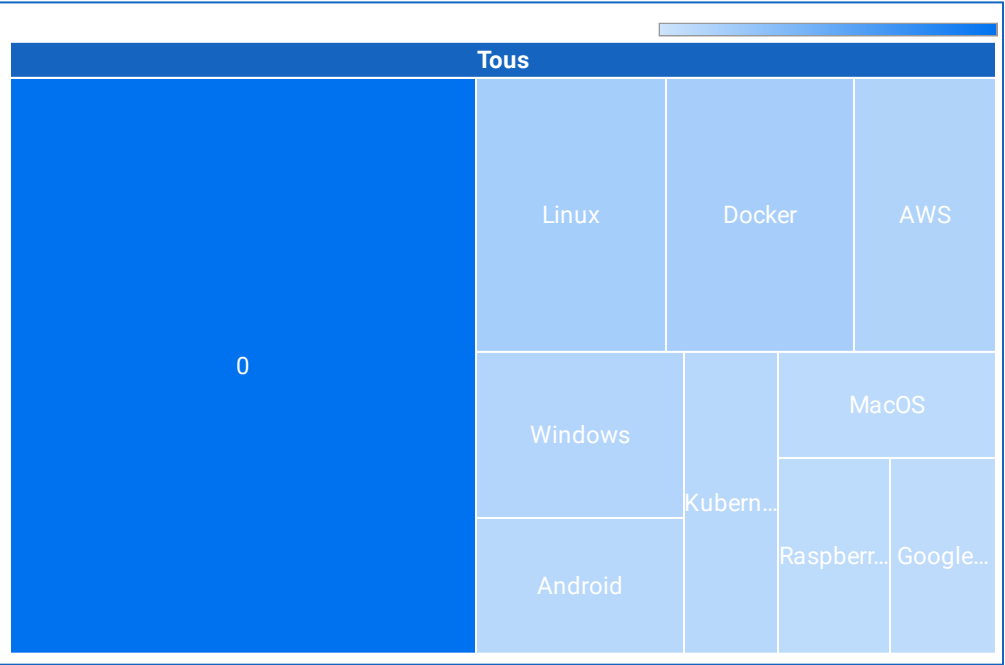 Tous
0
Linux
Docker
AWS
Windows
Android
Kubern...
MacOS
Raspberr...
Google...